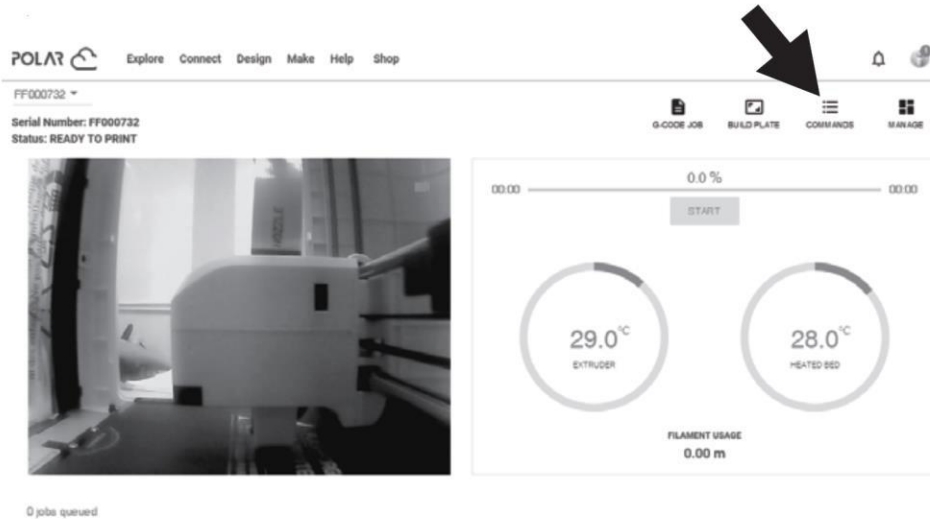 POLAR
Explore Connect Design Make Help Shop
FF000732
Serial Number: FF000732
Status: READY TO PRINT
G-CODE JOB BUILD PLATE COMMANDS MANAGE
NOZZLE
00:00 0.0 % 00:00
START
29.0°C
EXTRUDER
28.0°C
HEATED BED
FILAMENT USAGE
0.00 m
0 jobs queued